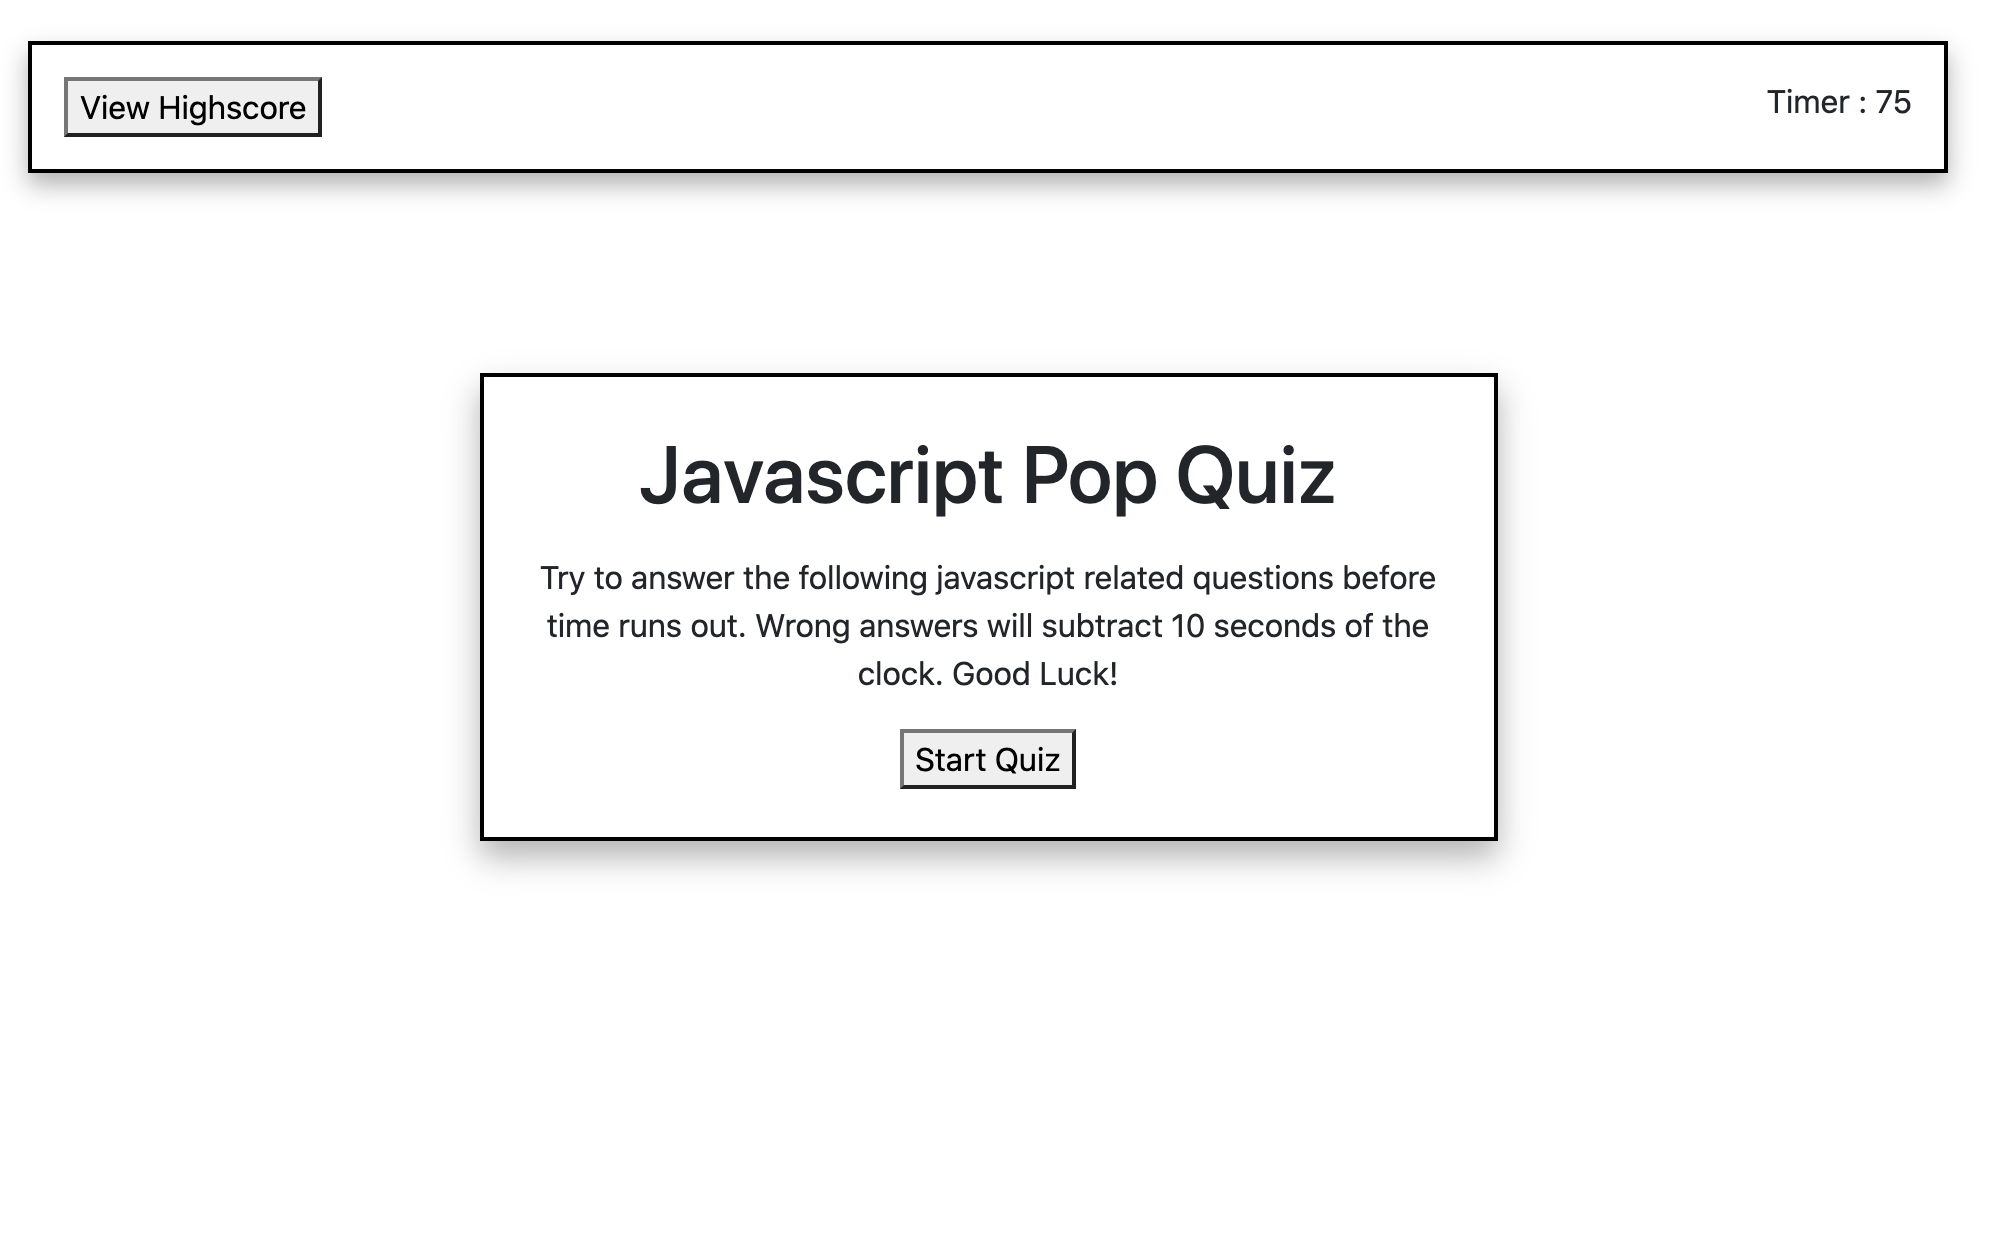 View Highscore
Timer : 75
Javascript Pop Quiz
Try to answer the following javascript related questions before
time runs out. Wrong answers will subtract 10 seconds of the
clock. Good Luck!
Start Quiz